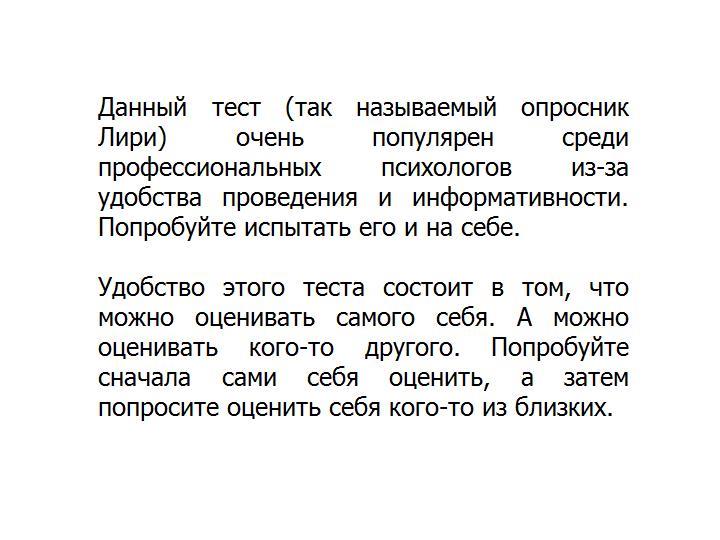 Данный тест (так называемый опросник
Лири) очень популярен среди
профессиональных психологов из-за
удобства проведения и информативности.
Попробуйте испытать его и на себе.
Удобство этого теста состоит в том, что
можно оценивать самого себя. А можно
оценивать кого-то другого. Попробуйте
сначала сами себя оценить, а затем
попросите оценить себя кого-то из близких.